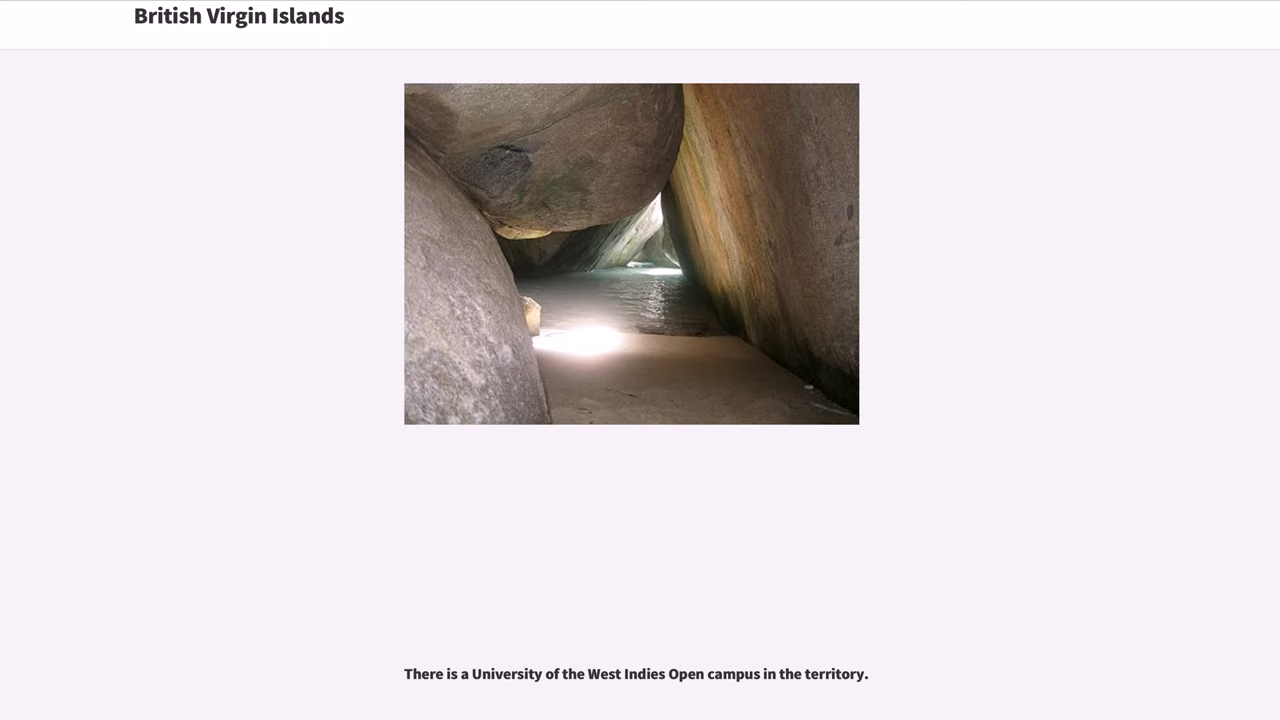 British Virgin Islands
There is a University of the West Indies Open campus in the territory.